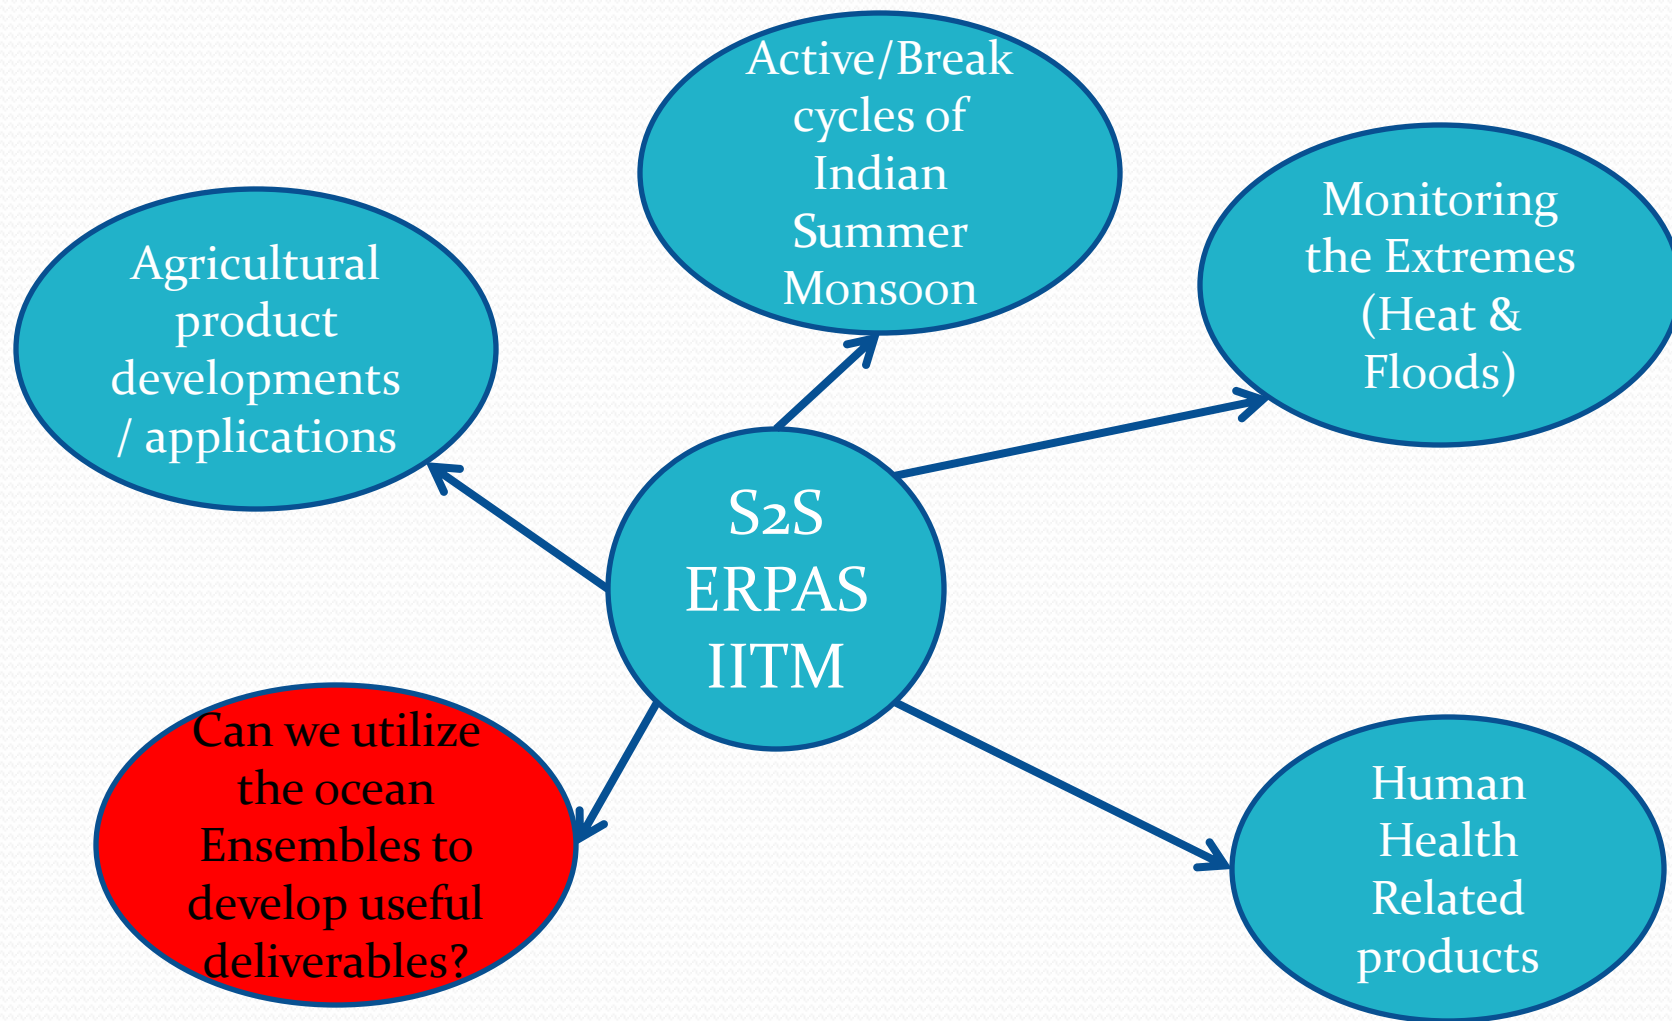 Active/Break
cycles of
Indian
Summer
Monsoon
Monitoring
the Extremes
(Heat &
Floods)
Agricultural
product
developments
/ applications
S2S
ERPAS
IITM
Can we utilize
the ocean
Ensembles to
develop useful
deliverables?
Human
Health
Related
products